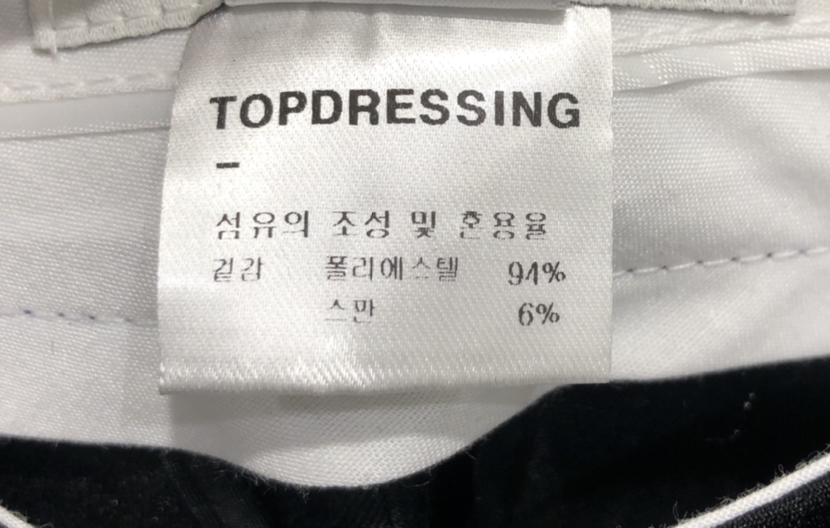 TOPDRESSING
–
섬유의 조성 및 혼용율
겉감 폴리에스텔 94%
스판 6%